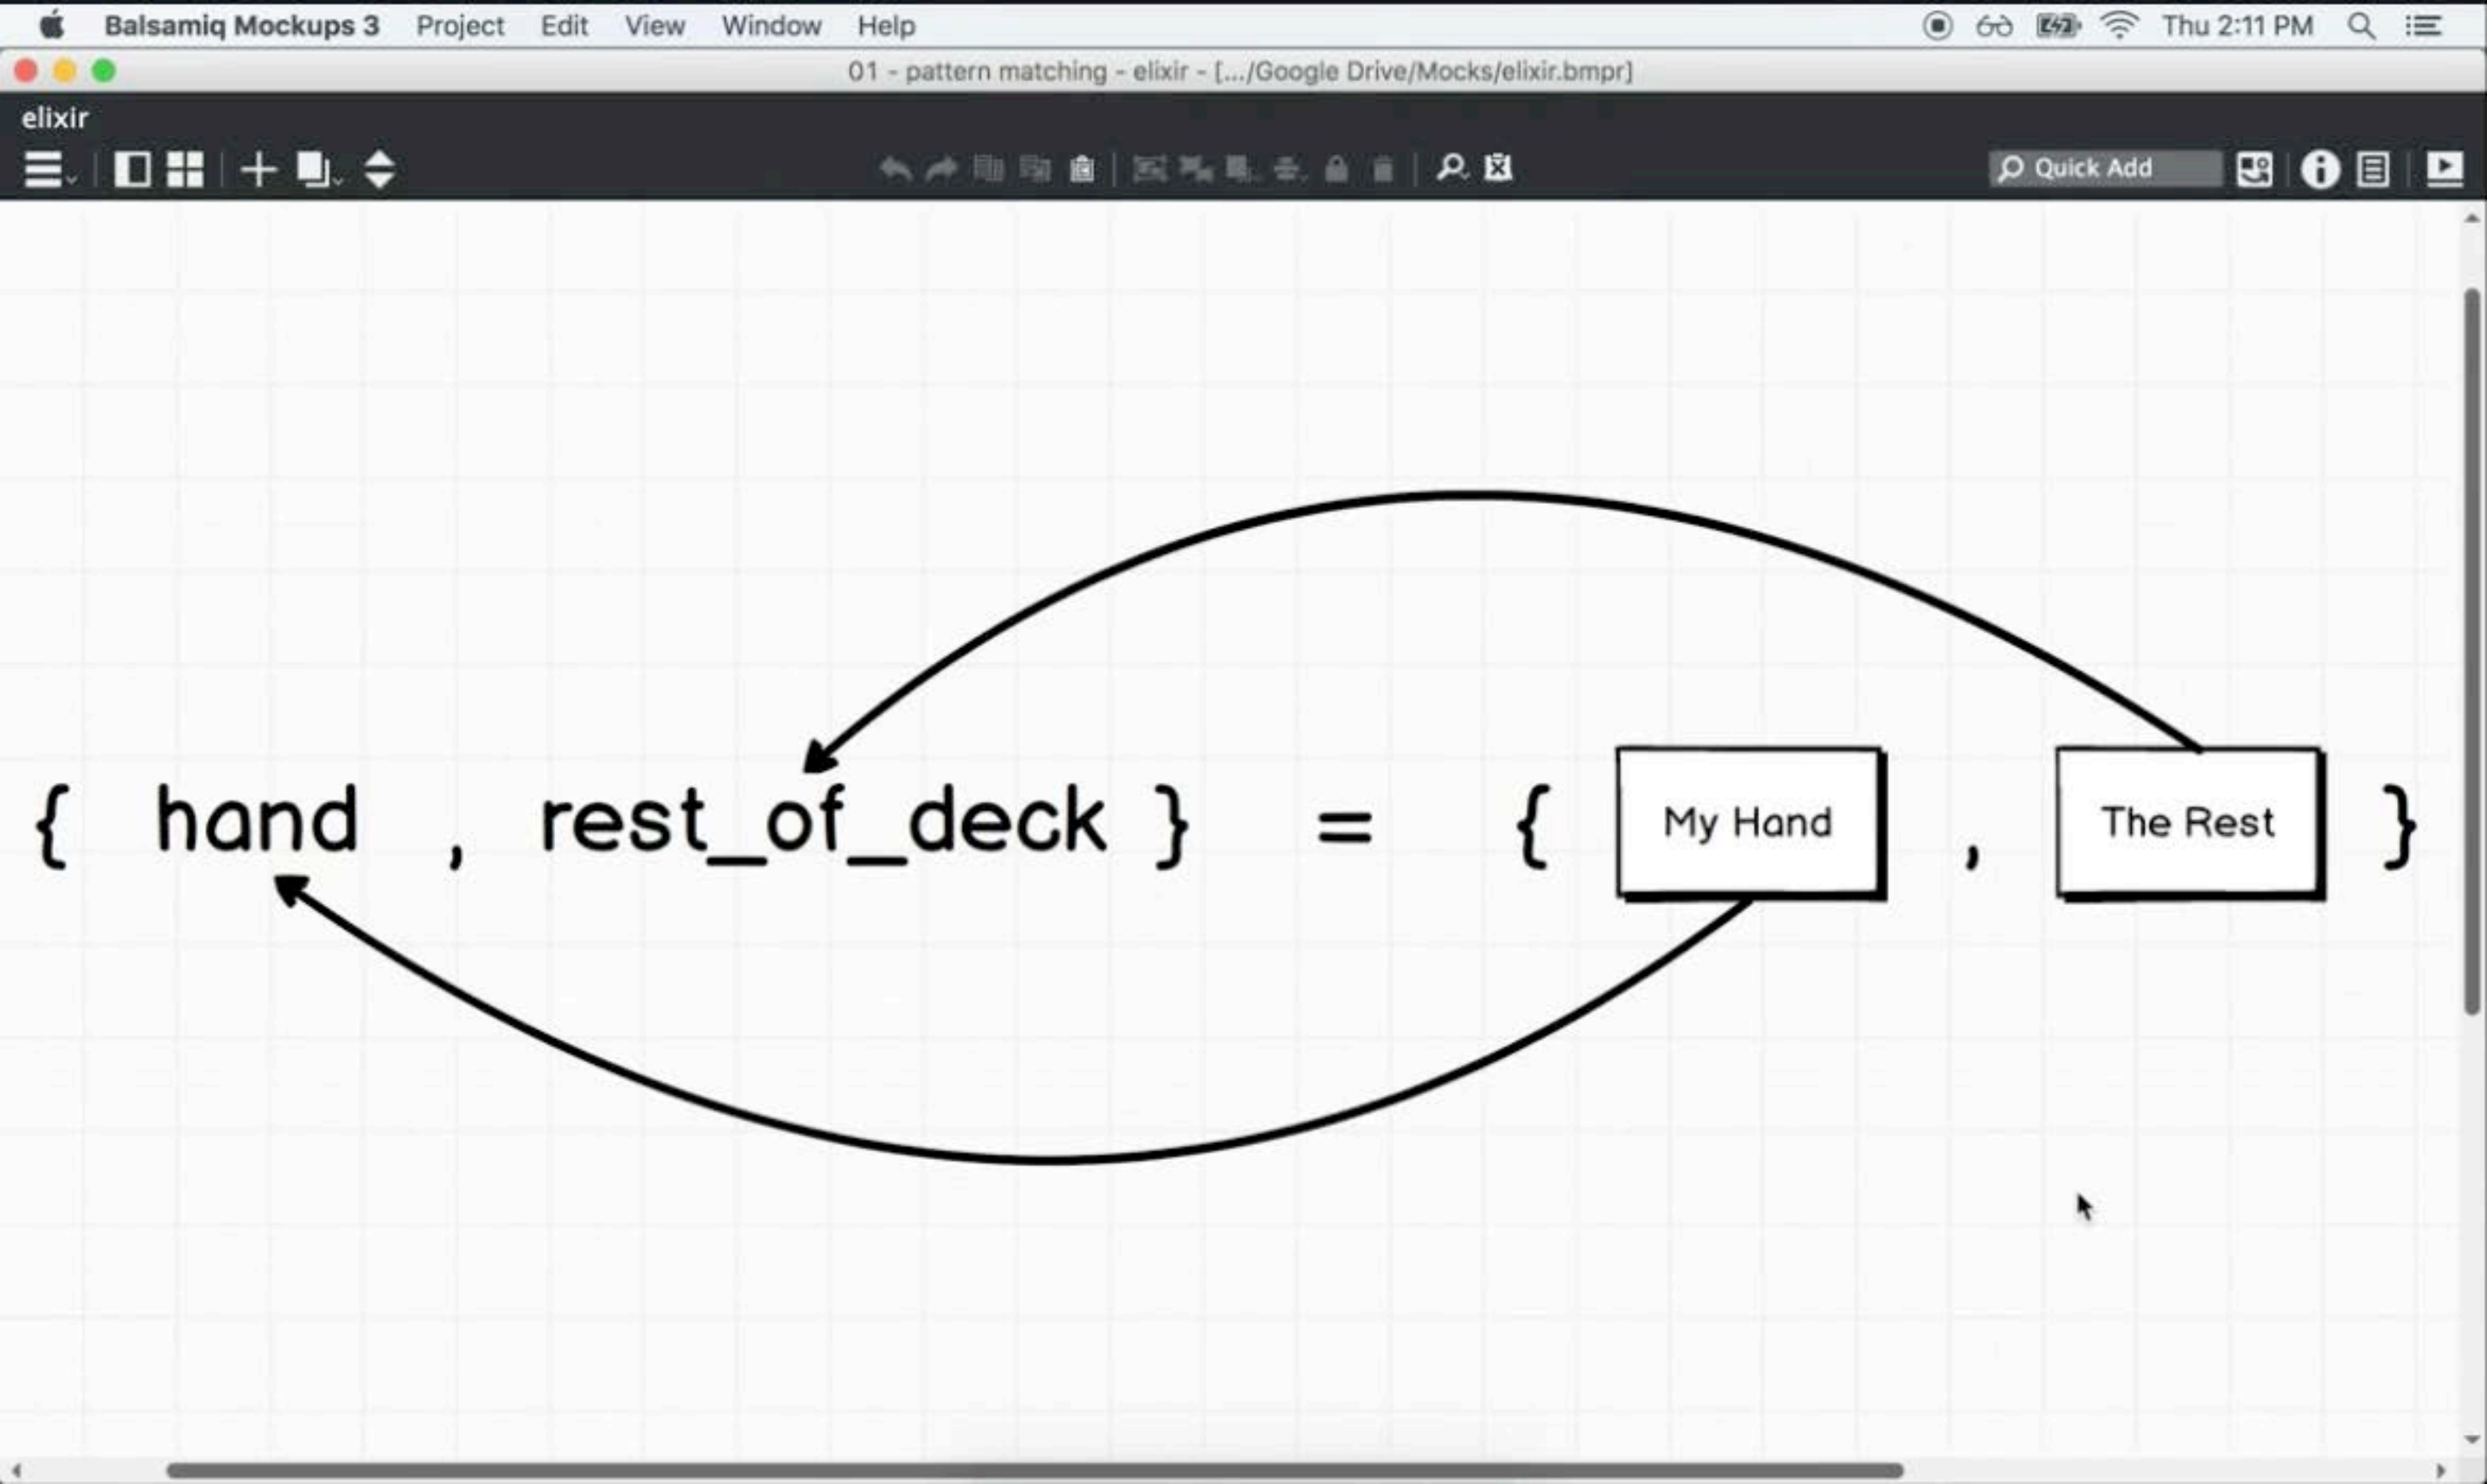 Balsamiq Mockups 3 Project Edit View Window Help Thu 2:11 PM
01 - pattern matching - elixir - [.../Google Drive/Mocks/elixir.bmpr]
elixir
Quick Add
{ hand , rest_of_deck } = { My Hand , The Rest }